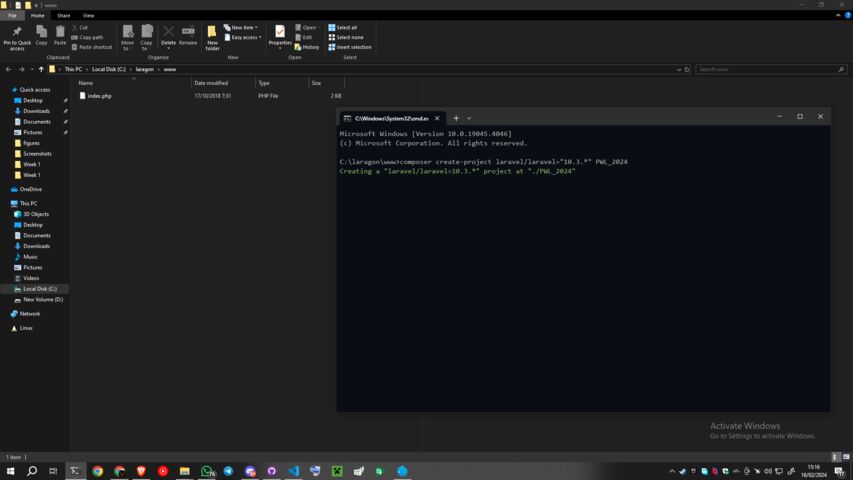 www
File
Home
Share
View
Pin to Quick access
Copy
Paste
Cut
Copy path
Paste shortcut
Move to
Copy to
Delete
Rename
New folder
New item
Easy access
Properties
Open
Edit
History
Select all
Select none
Invert selection
Clipboard
Organize
New
Open
Select
This PC > Local Disk (C:) > laragon > www
Search www
Name
Date modified
Type
Size
index.php
17/10/2018 7:31
PHP File
2 KB
Quick access
Desktop
Downloads
Documents
Pictures
figures
Screenshots
Week 1
Week 1
OneDrive
This PC
3D Objects
Desktop
Documents
Downloads
Music
Pictures
Videos
Local Disk (C:)
New Volume (D:)
Network
Linux
C:\Windows\System32\cmd.ex
Microsoft Windows [Version 10.0.19045.4046]
(c) Microsoft Corporation. All rights reserved.
C:\laragon\www>composer create-project laravel/laravel="10.3.*" PWL_2024
Creating a "laravel/laravel=10.3.*" project at "./PWL_2024"
Activate Windows
Go to Settings to activate Windows.
1 item
15:16
16/02/2024